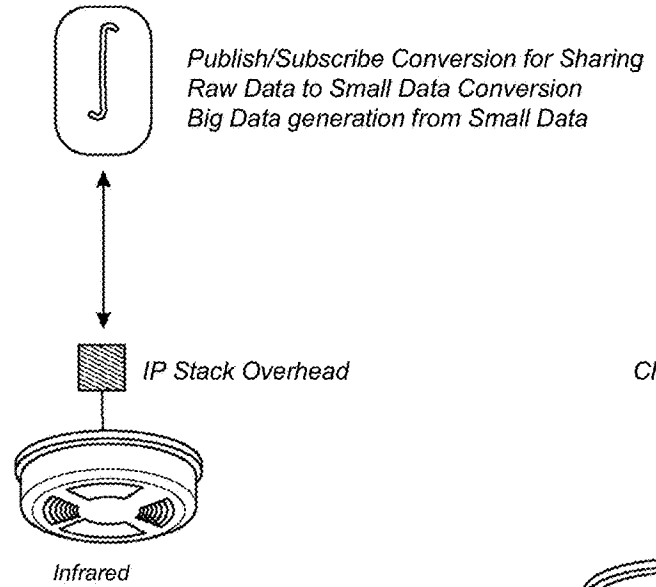 Publish/Subscribe Conversion for Sharing
Raw Data to Small Data Conversion
Big Data generation from Small Data
IP Stack Overhead
Infrared